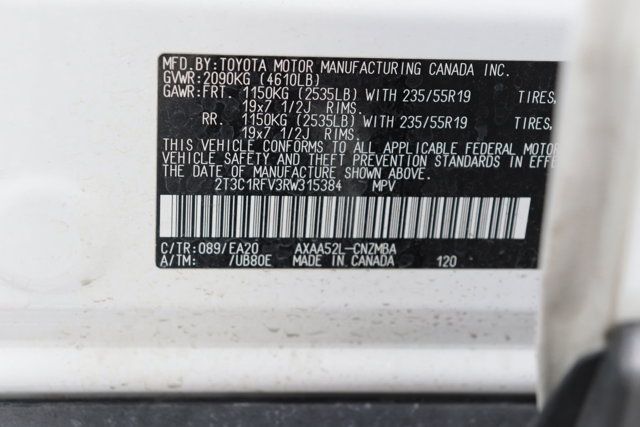 MFD.BY:TOYOTA MOTOR MANUFACTURING CANADA INC.
GVWR:2090KG (4610LB)
GAWR:FRT. 1150KG (2535LB) WITH 235/55R19 TIRES,
19x7 1/2J RIMS.
RR. 1150KG (2535LB) WITH 235/55R19 TIRES,
19x7 1/2J RIMS.
THIS VEHICLE CONFORMS TO ALL APPLICABLE FEDERAL MOTOR
VEHICLE SAFETY AND THEFT PREVENTION STANDARDS IN EFFE
THE DATE OF MANUFACTURE SHOWN ABOVE.
2T3C1RFV3RW315384 MPV
C/TR:089/EA20 AXAA52L-CNZMBA
A/TM: /UB80E MADE IN CANADA 120